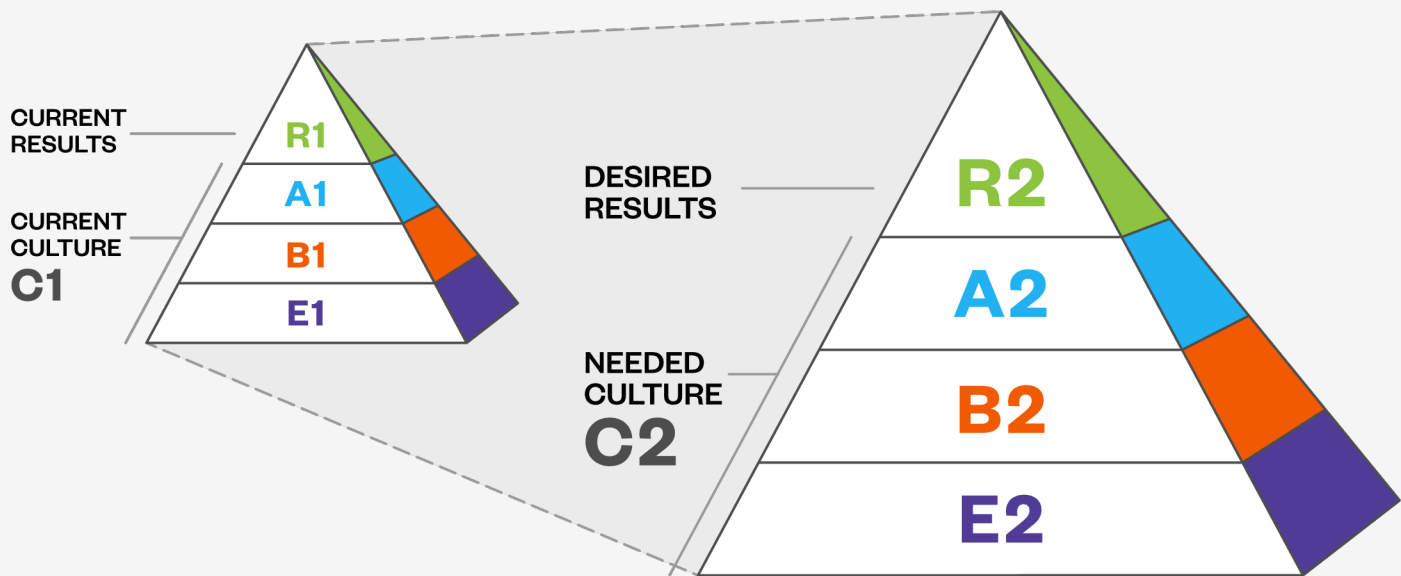 CURRENT
RESULTS
CURRENT
CULTURE
C1
R1
A1
B1
E1
DESIRED
RESULTS
NEEDED
CULTURE
C2
R2
A2
B2
E2